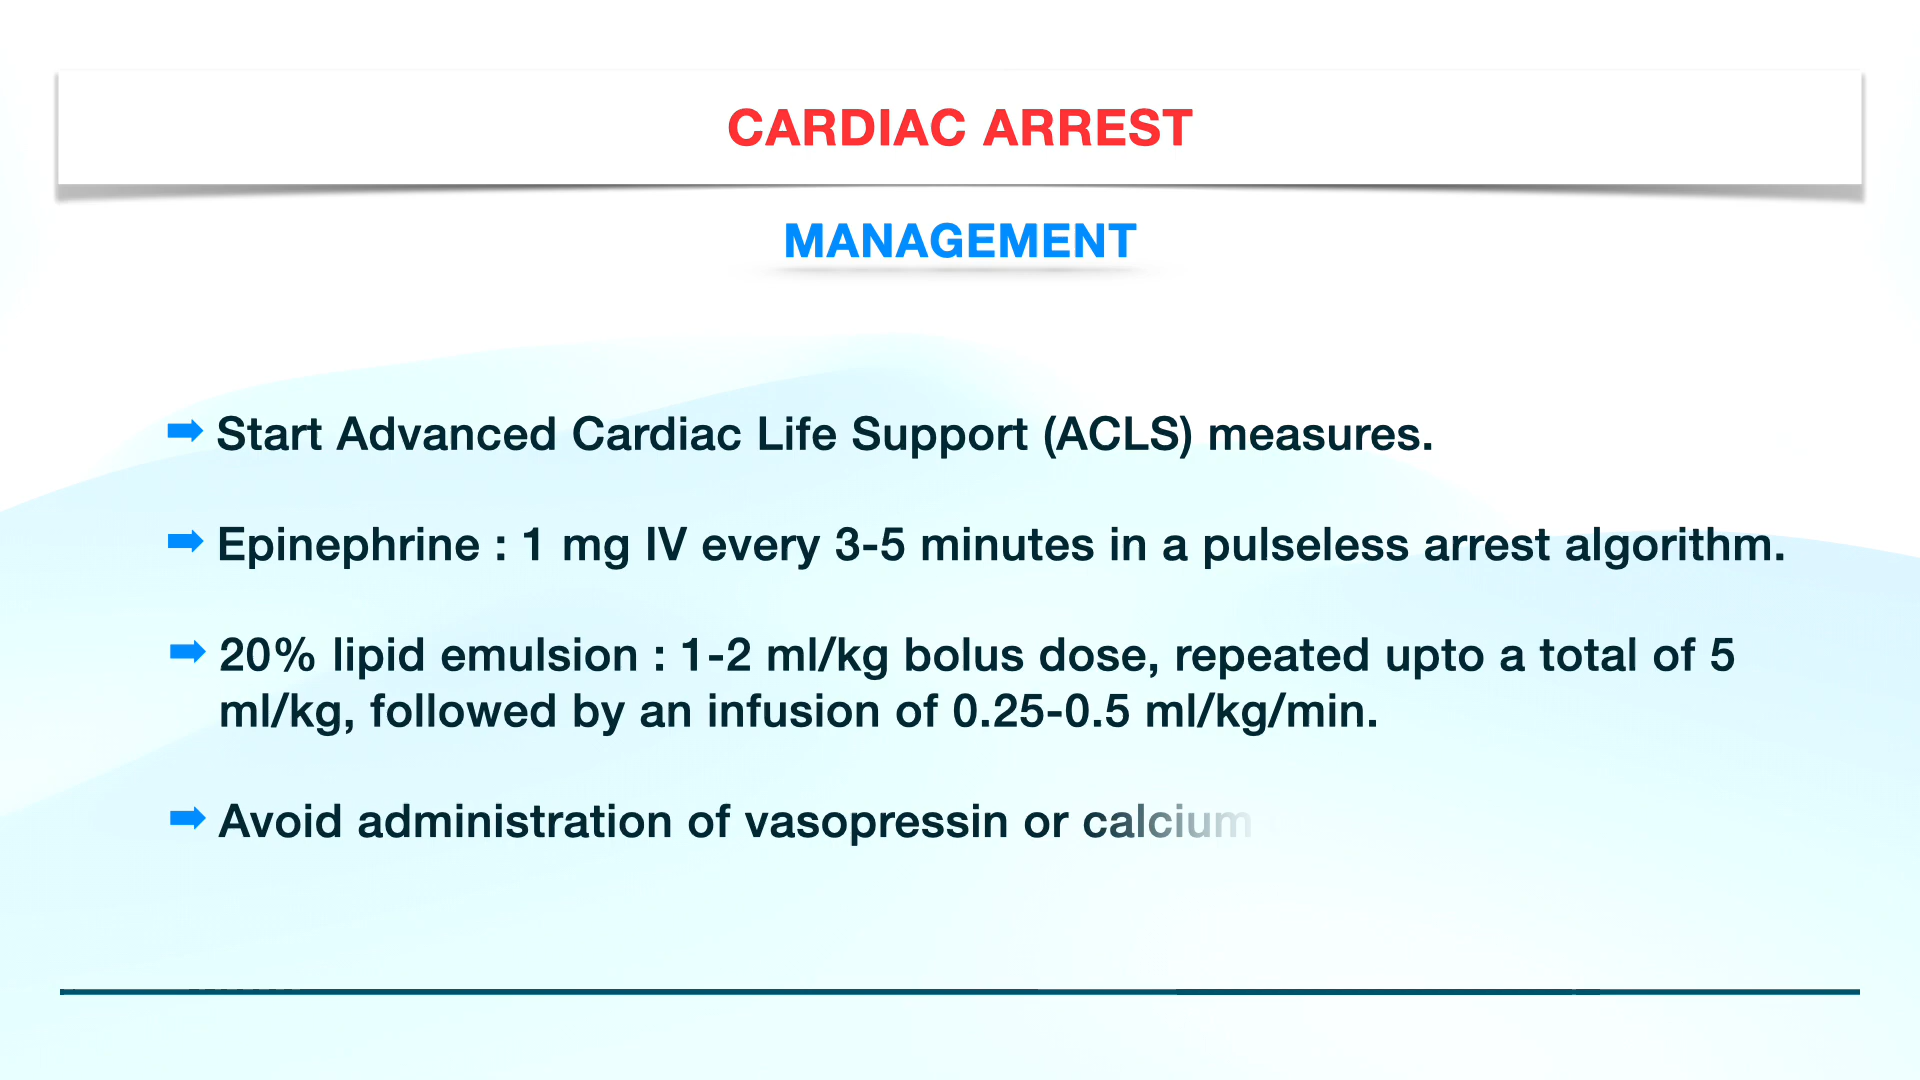 CARDIAC ARREST
MANAGEMENT
➡ Start Advanced Cardiac Life Support (ACLS) measures.
➡ Epinephrine : 1 mg IV every 3-5 minutes in a pulseless arrest algorithm.
➡ 20% lipid emulsion : 1-2 ml/kg bolus dose, repeated upto a total of 5
ml/kg, followed by an infusion of 0.25-0.5 ml/kg/min.
➡ Avoid administration of vasopressin or calcium